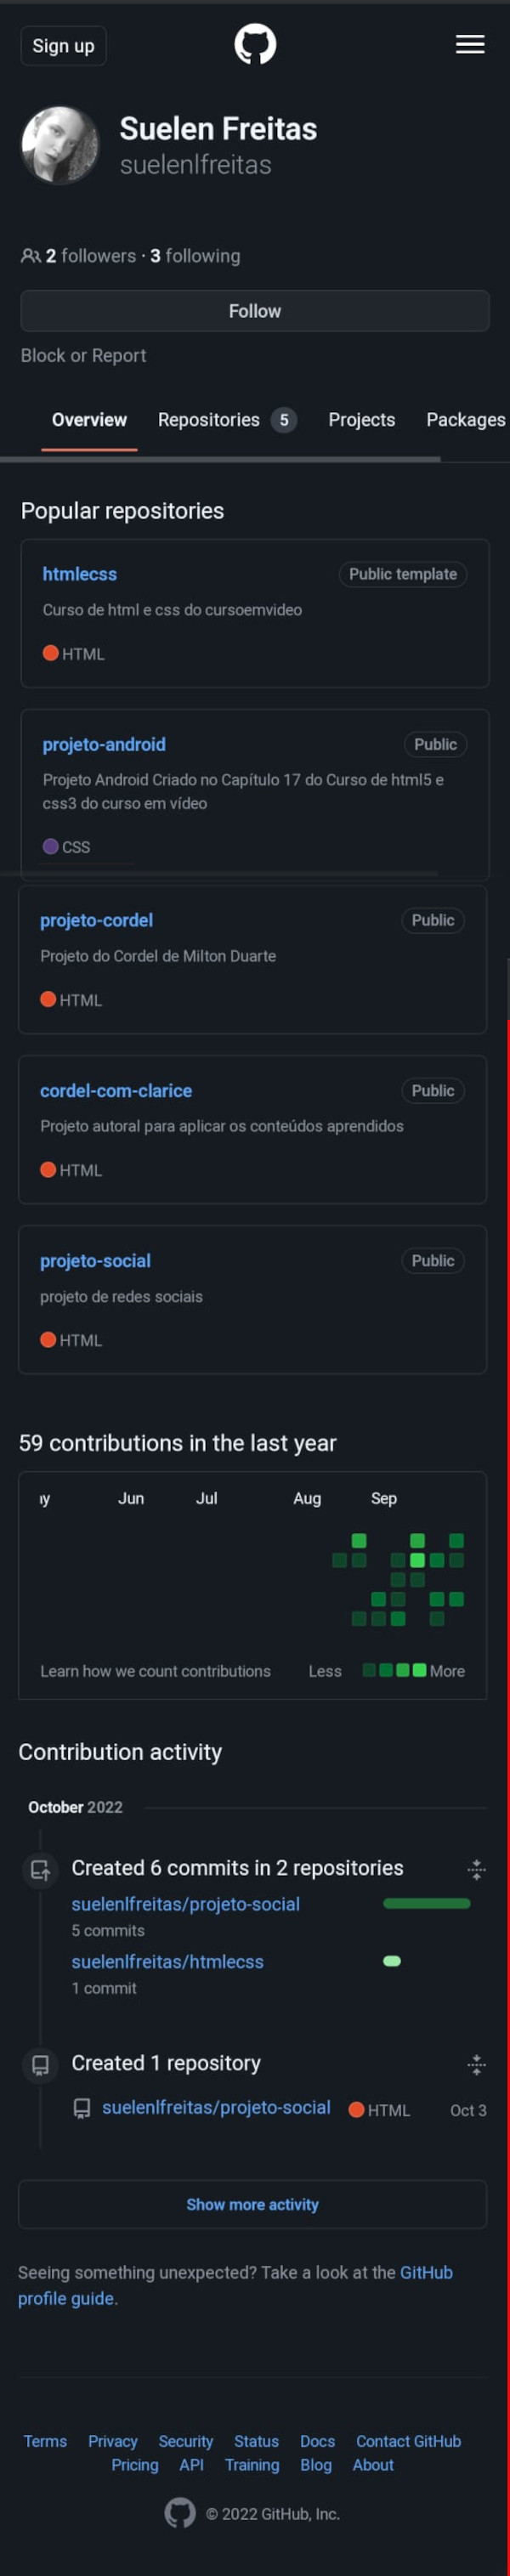 Sign up
Suelen Freitas
suelenlfreitas
2 followers · 3 following
Follow
Block or Report
Overview Repositories 5 Projects Packages
Popular repositories
htmlecss Public template
Curso de html e css do cursoemvideo
HTML
projeto-android Public
Projeto Android Criado no Capítulo 17 do Curso de html5 e
css3 do curso em vídeo
CSS
projeto-cordel Public
Projeto do Cordel de Milton Duarte
HTML
cordel-com-clarice Public
Projeto autoral para aplicar os conteúdos aprendidos
HTML
projeto-social Public
projeto de redes sociais
HTML
59 contributions in the last year
y Jun Jul Aug Sep
Learn how we count contributions Less More
Contribution activity
October 2022
Created 6 commits in 2 repositories
suelenlfreitas/projeto-social
5 commits
suelenlfreitas/htmlecss
1 commit
Created 1 repository
suelenlfreitas/projeto-social HTML Oct 3
Show more activity
Seeing something unexpected? Take a look at the GitHub
profile guide.
Terms Privacy Security Status Docs Contact GitHub
Pricing API Training Blog About
© 2022 GitHub, Inc.